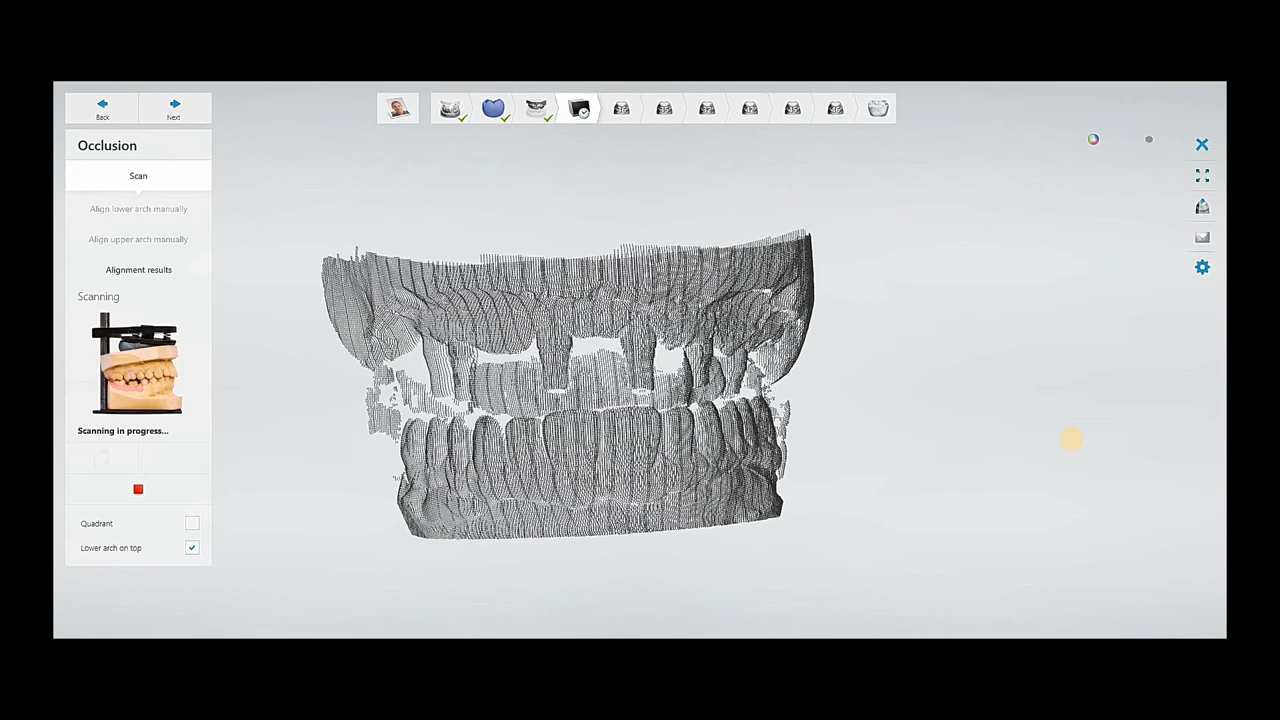 Back
Next
Occlusion
Scan
Align lower arch manually
Align upper arch manually
Alignment results
Scanning
Scanning in progress...
Quadrant
Lower arch on top